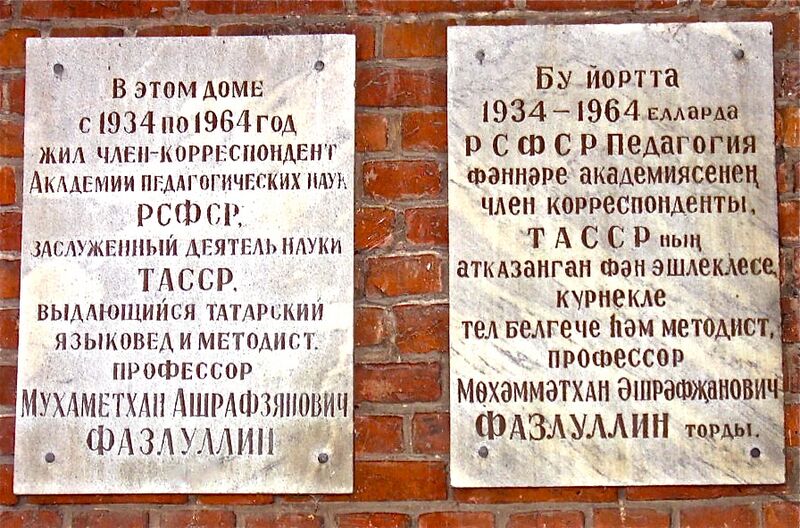 В этом доме
с 1934 по 1964 год
жил член-корреспондент
Академии педагогических наук
РСФСР,
заслуженный деятель науки
ТАССР,
выдающийся татарский
языковед и методист.
профессор
Мухаметхан Ашрафзянович
ФАЗЛУЛЛИН
Бу йортта
1934-1964 елларда
РСФСР Педагогия
фәннәре академиясенең
член корреспонденты,
ТАССР ның
атказанган фән эшлеклесе,
күрнекле
тел белгече һәм методист,
профессор
Мөхәммәтхан Әшрәфҗанович
ФАЗЛУЛЛИН торды.